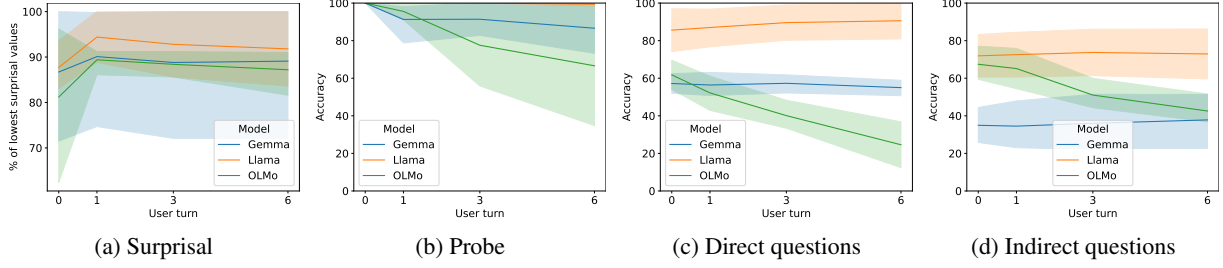 % of lowest surprisal values
100
90
80
70
0
1
3
6
User turn
Model
Gemma
Llama
OLMo
(a) Surprisal
Accuracy
100
80
60
40
20
0
0
1
3
6
User turn
Model
Gemma
Llama
OLMo
(b) Probe
Accuracy
100
80
60
40
20
0
0
1
3
6
User turn
Model
Gemma
Llama
OLMo
(c) Direct questions
Accuracy
100
80
60
40
20
0
0
1
3
6
User turn
Model
Gemma
Llama
OLMo
(d) Indirect questions